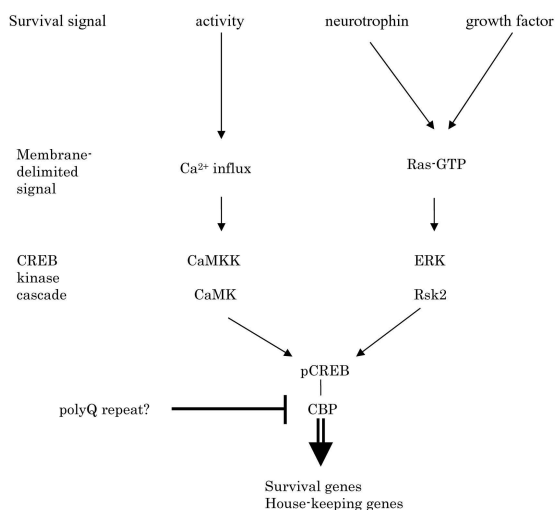 Survival signal activity neurotrophin growth factor
Membrane-
delimited
signal
Ca²⁺ influx Ras-GTP
CREB
kinase
cascade
CaMKK ERK
CaMK Rsk2
pCREB
polyQ repeat? CBP
Survival genes
House-keeping genes